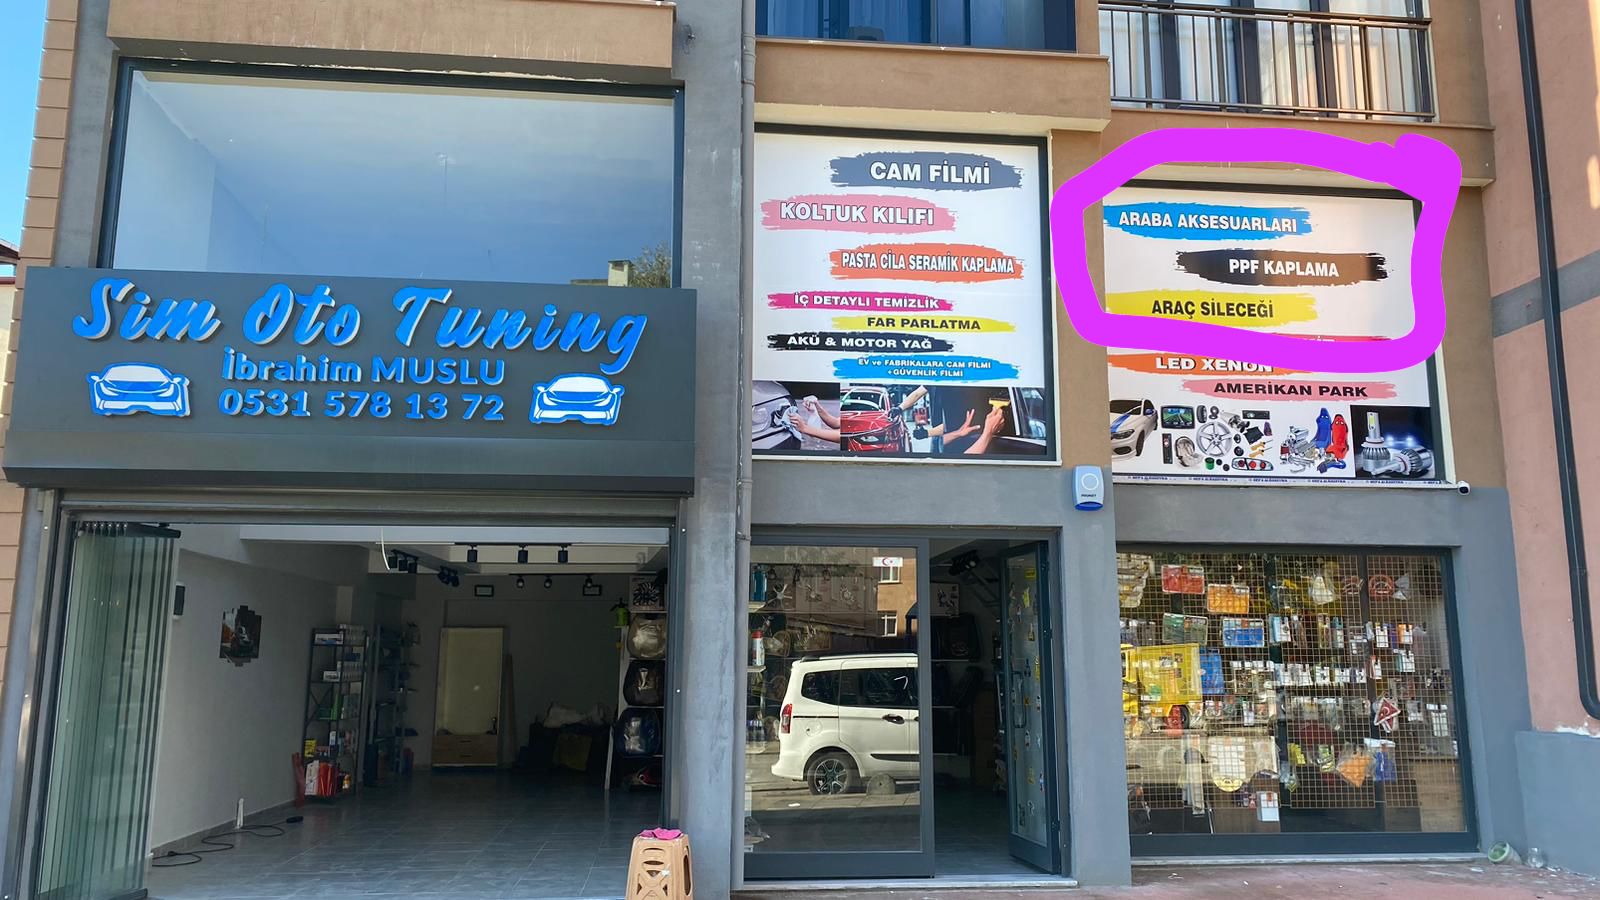 Sim Oto Tuning
İbrahim MUSLU
0531 578 13 72
CAM FİLMİ
KOLTUK KILIFI
PASTA CİLA SERAMİK KAPLAMA
İÇ DETAYLI TEMİZLİK
FAR PARLATMA
AKÜ & MOTOR YAĞ
EV ve FABRİKALARA CAM FİLMİ
+GÜVENLİK FİLMİ
ARABA AKSESUARLARI
PPF KAPLAMA
ARAÇ SİLECEĞİ
LED XENON
AMERİKAN PARK